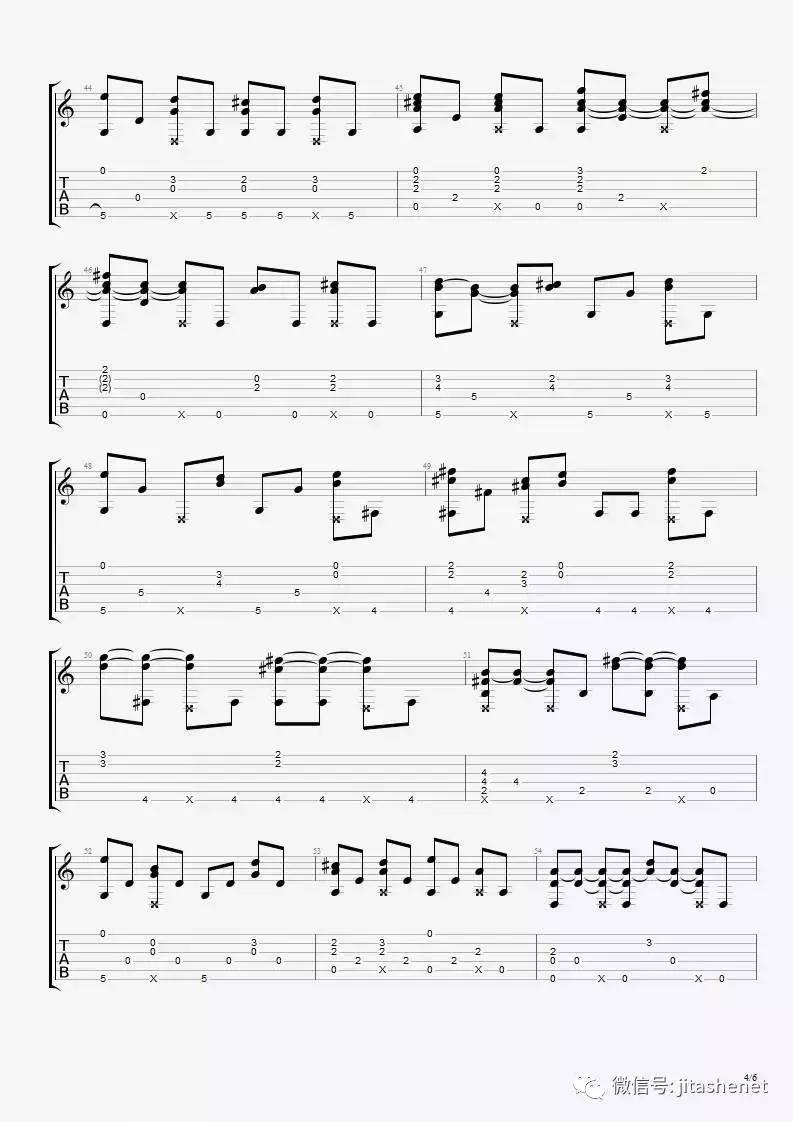 44 45
0 0 0 3 2
T 3 2 3 2 2
0 0 0 2 2
A 0 2 2
B 0 X 0 0 X
5 X 5 5 5 X 5
46 47
2
T (2) 0 2 3 2 3
(2) 2 2 4 4 4
A 0 5 5
B
0 X 0 0 X 0 5 X 5 X 5
48 49
0 0 2 0 2
T 3 0 2 2 0 2
4 3
A 5 5 4
B
5 X 5 X 4 4 X 4 4 X 4
50 51
3 2 2
T 3 2 3
4
A 4 4
B 2 2 2 0
4 X 4 4 4 X 4 X X X
52 53 54
0 0
T 0 3 2 3 3
0 0 2 2 2 2
A 0 0 0 0 2 2 2 0 0
B X 0 X 0
5 X 5 0 X 0 X 0
4/6
微信号: jitashenet